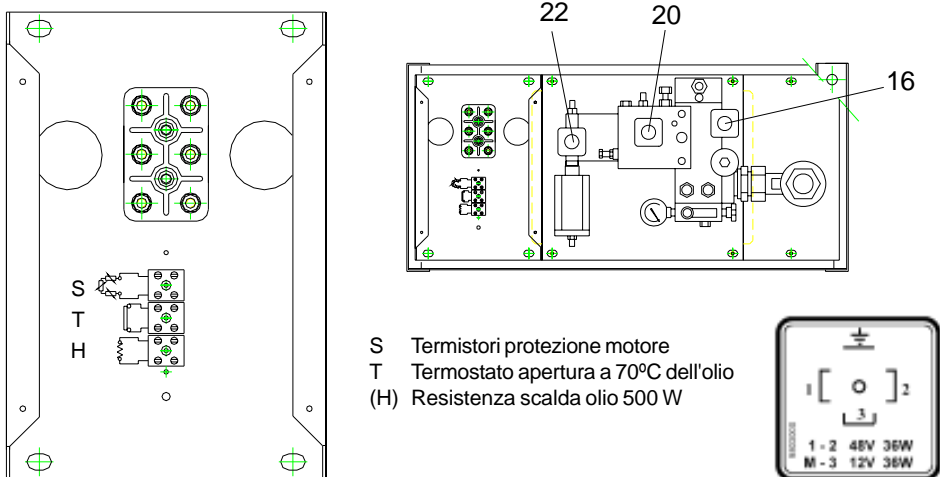 22 20
16
S
T
H
S Termistori protezione motore
T Termostato apertura a 70ºC dell'olio
(H) Resistenza scalda olio 500 W
1 2
3
1 - 2 48V 36W
M - 3 12V 36W